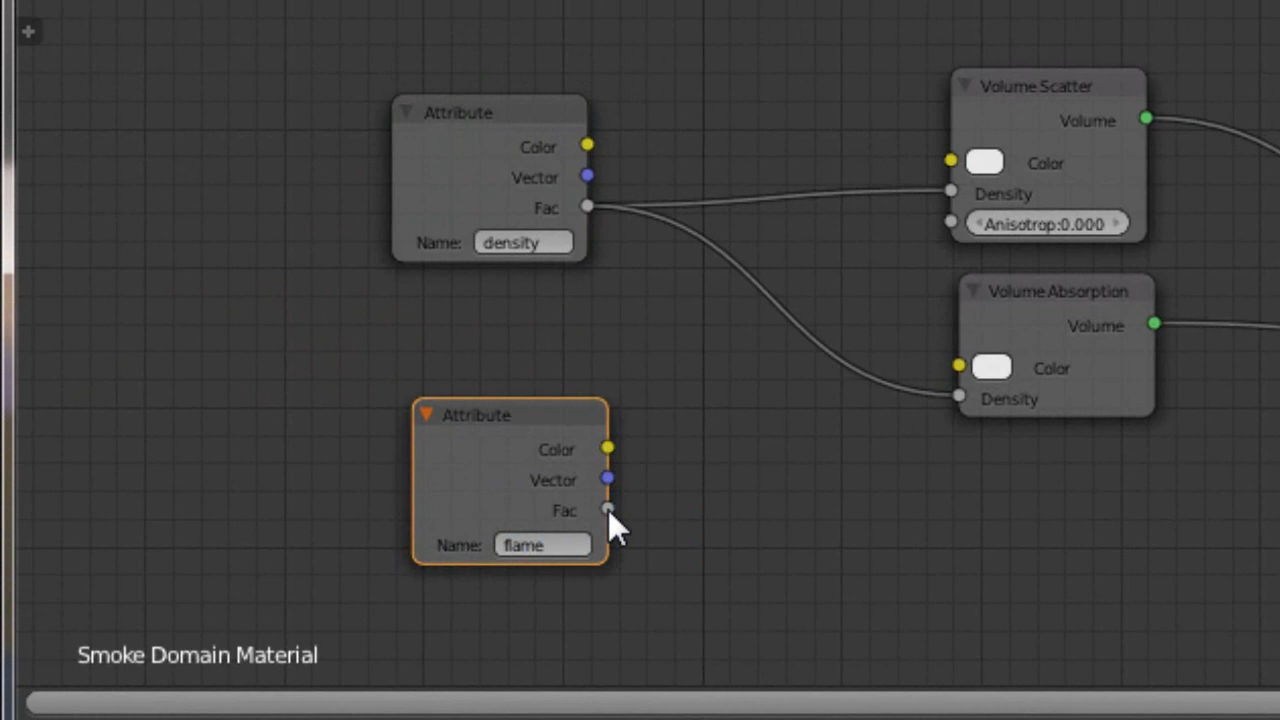 Attribute
Color
Vector
Fac
Name: density
Volume Scatter
Volume
Color
Density
Anisotrop:0.000
Volume Absorption
Volume
Color
Density
Attribute
Color
Vector
Fac
Name: flame
Smoke Domain Material